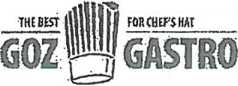 THE BEST FOR CHEF'S HAT
GOZ GASTRO